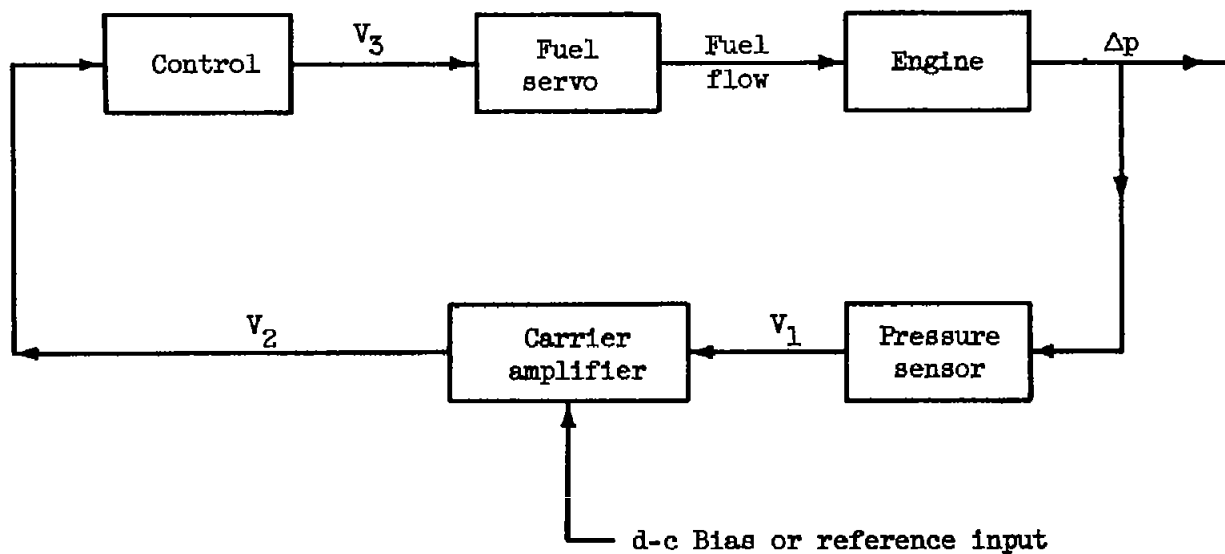 Control
V3
Fuel
servo
Fuel
flow
Engine
Δp
V2
Carrier
amplifier
V1
Pressure
sensor
d-c Bias or reference input